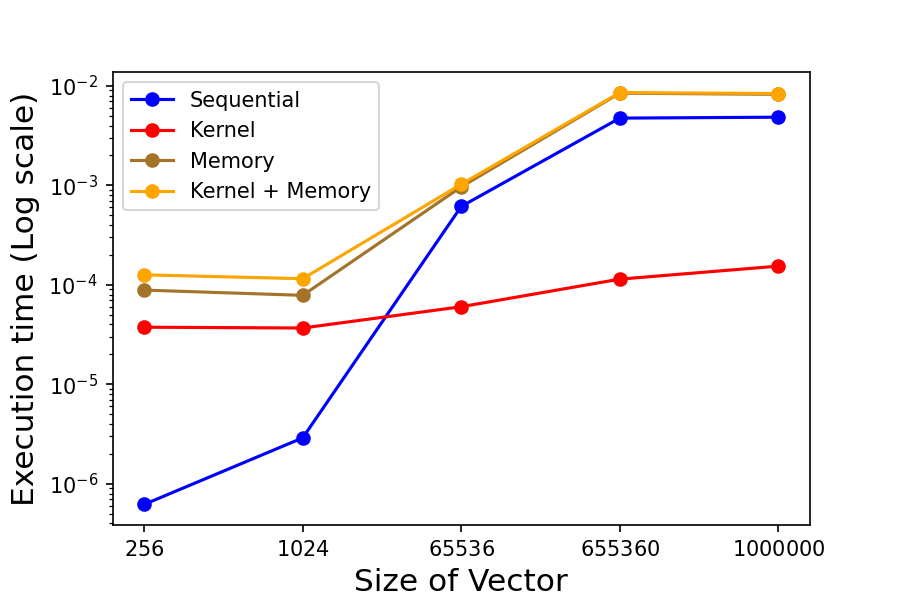 Sequential
Kernel
Memory
Kernel + Memory
Execution time (Log scale)
10⁻²
10⁻³
10⁻⁴
10⁻⁵
10⁻⁶
256 1024 65536 655360 1000000
Size of Vector